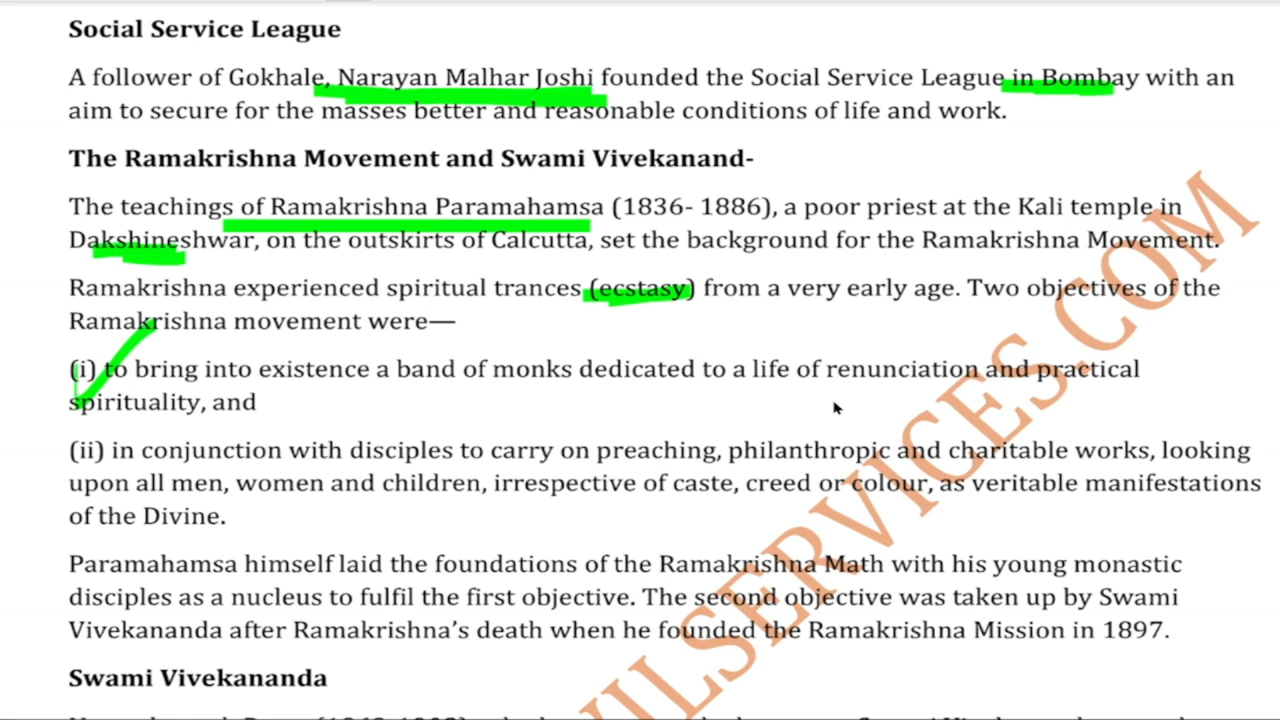 Social Service League
A follower of Gokhale, Narayan Malhar Joshi founded the Social Service League in Bombay with an
aim to secure for the masses better and reasonable conditions of life and work.
The Ramakrishna Movement and Swami Vivekanand-
The teachings of Ramakrishna Paramahamsa (1836- 1886), a poor priest at the Kali temple in
Dakshineshwar, on the outskirts of Calcutta, set the background for the Ramakrishna Movement.
Ramakrishna experienced spiritual trances (ecstasy) from a very early age. Two objectives of the
Ramakrishna movement were—
(i) to bring into existence a band of monks dedicated to a life of renunciation and practical
spirituality, and
(ii) in conjunction with disciples to carry on preaching, philanthropic and charitable works, looking
upon all men, women and children, irrespective of caste, creed or colour, as veritable manifestations
of the Divine.
Paramahamsa himself laid the foundations of the Ramakrishna Math with his young monastic
disciples as a nucleus to fulfil the first objective. The second objective was taken up by Swami
Vivekananda after Ramakrishna's death when he founded the Ramakrishna Mission in 1897.
Swami Vivekananda
ILSERVICES.COM